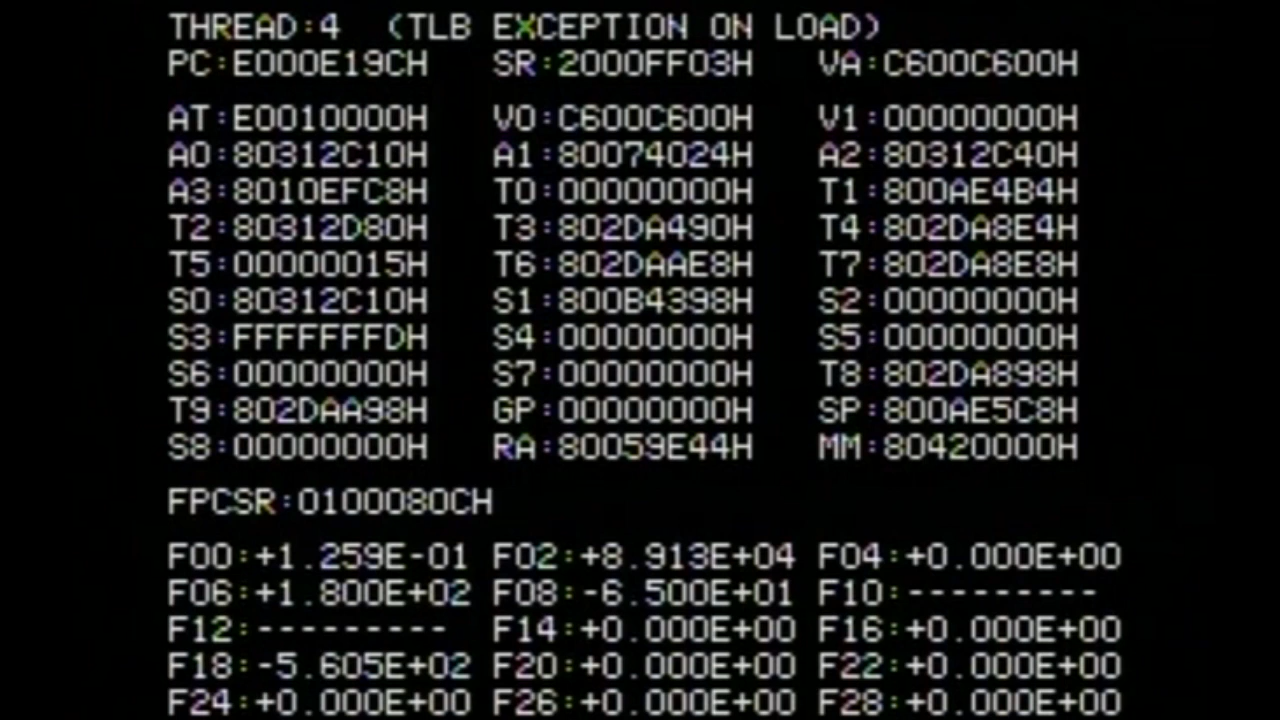 THREAD:4 (TLB EXCEPTION ON LOAD)
PC:E000E19CH SR:2000FF03H VA:C600C600H
AT:E0010000H V0:C600C600H V1:00000000H
A0:80312C10H A1:80074024H A2:80312C40H
A3:8010EFC8H T0:00000000H T1:800AE4B4H
T2:80312D80H T3:802DA490H T4:802DA8E4H
T5:00000015H T6:802DAAE8H T7:802DA8E8H
S0:80312C10H S1:800B4398H S2:00000000H
S3:FFFFFFFDH S4:00000000H S5:00000000H
S6:00000000H S7:00000000H T8:802DA898H
T9:802DAA98H GP:00000000H SP:800AE5C8H
S8:00000000H RA:80059E44H MM:80420000H
FPCSR:0100080CH
F00:+1.259E-01 F02:+8.913E+04 F04:+0.000E+00
F06:+1.800E+02 F08:-6.500E+01 F10:---------
F12:--------- F14:+0.000E+00 F16:+0.000E+00
F18:-5.605E+02 F20:+0.000E+00 F22:+0.000E+00
F24:+0.000E+00 F26:+0.000E+00 F28:+0.000E+00